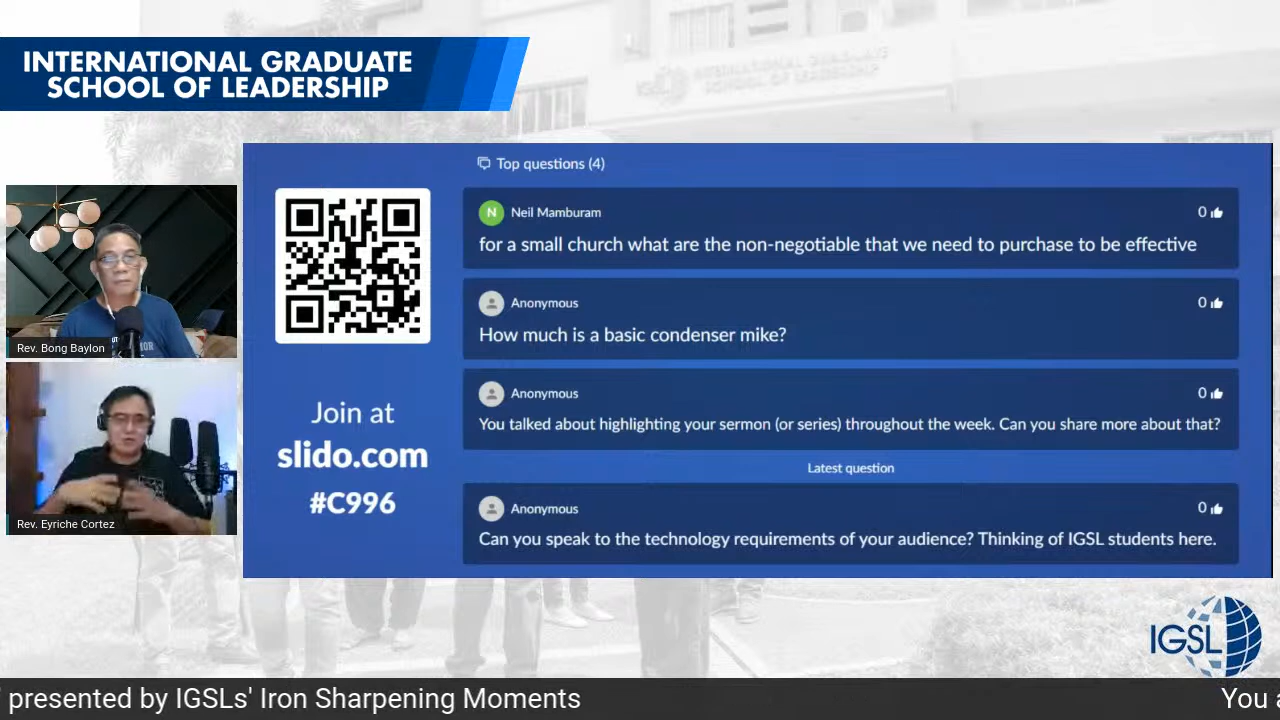 INTERNATIONAL GRADUATE
SCHOOL OF LEADERSHIP
Rev. Bong Baylon
Rev. Eyriche Cortez
Join at
slido.com
#C996
Top questions (4)
N Neil Mamburam 0
for a small church what are the non-negotiable that we need to purchase to be effective
Anonymous 0
How much is a basic condenser mike?
Anonymous 0
You talked about highlighting your sermon (or series) throughout the week. Can you share more about that?
Latest question
Anonymous 0
Can you speak to the technology requirements of your audience? Thinking of IGSL students here.
IGSL
presented by IGSLs' Iron Sharpening Moments
You